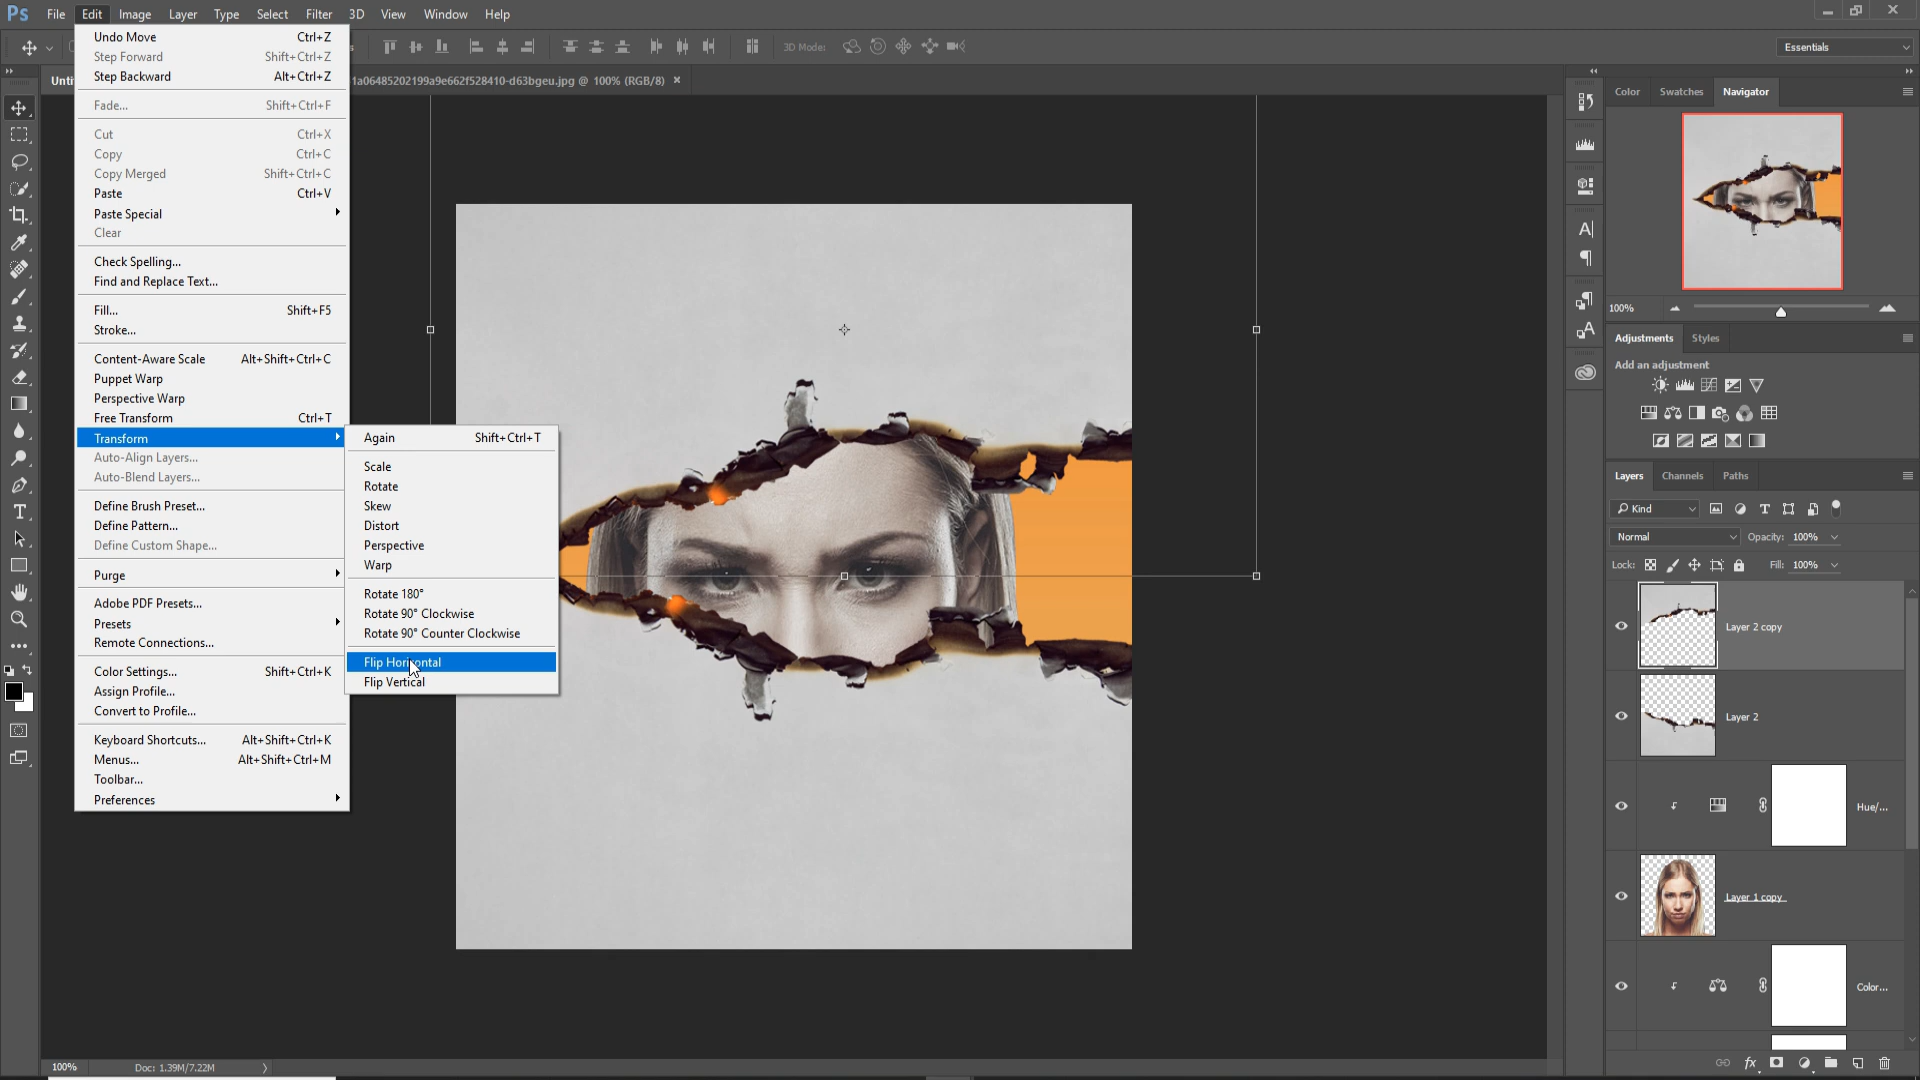 Ps File Edit Image Layer Type Select Filter 3D View Window Help
3D Mode:
Essentials
1a06485202199a9e662f528410-d63bgeu.jpg @ 100% (RGB/8) ×
Undo Move Ctrl+Z
Step Forward Shift+Ctrl+Z
Step Backward Alt+Ctrl+Z
Fade... Shift+Ctrl+F
Cut Ctrl+X
Copy Ctrl+C
Copy Merged Shift+Ctrl+C
Paste Ctrl+V
Paste Special
Clear
Check Spelling...
Find and Replace Text...
Fill... Shift+F5
Stroke...
Content-Aware Scale Alt+Shift+Ctrl+C
Puppet Warp
Perspective Warp
Free Transform Ctrl+T
Transform
Auto-Align Layers...
Auto-Blend Layers...
Define Brush Preset...
Define Pattern...
Define Custom Shape...
Purge
Adobe PDF Presets...
Presets
Remote Connections...
Color Settings... Shift+Ctrl+K
Assign Profile...
Convert to Profile...
Keyboard Shortcuts... Alt+Shift+Ctrl+K
Menus... Alt+Shift+Ctrl+M
Toolbar...
Preferences
Again Shift+Ctrl+T
Scale
Rotate
Skew
Distort
Perspective
Warp
Rotate 180°
Rotate 90° Clockwise
Rotate 90° Counter Clockwise
Flip Horizontal
Flip Vertical
Color Swatches Navigator
100%
Adjustments Styles
Add an adjustment
Layers Channels Paths
Kind
Normal Opacity: 100%
Lock: Fill: 100%
Layer 2 copy
Layer 2
Hue/...
Layer 1 copy
Color...
100% Doc: 1.39M/7.22M